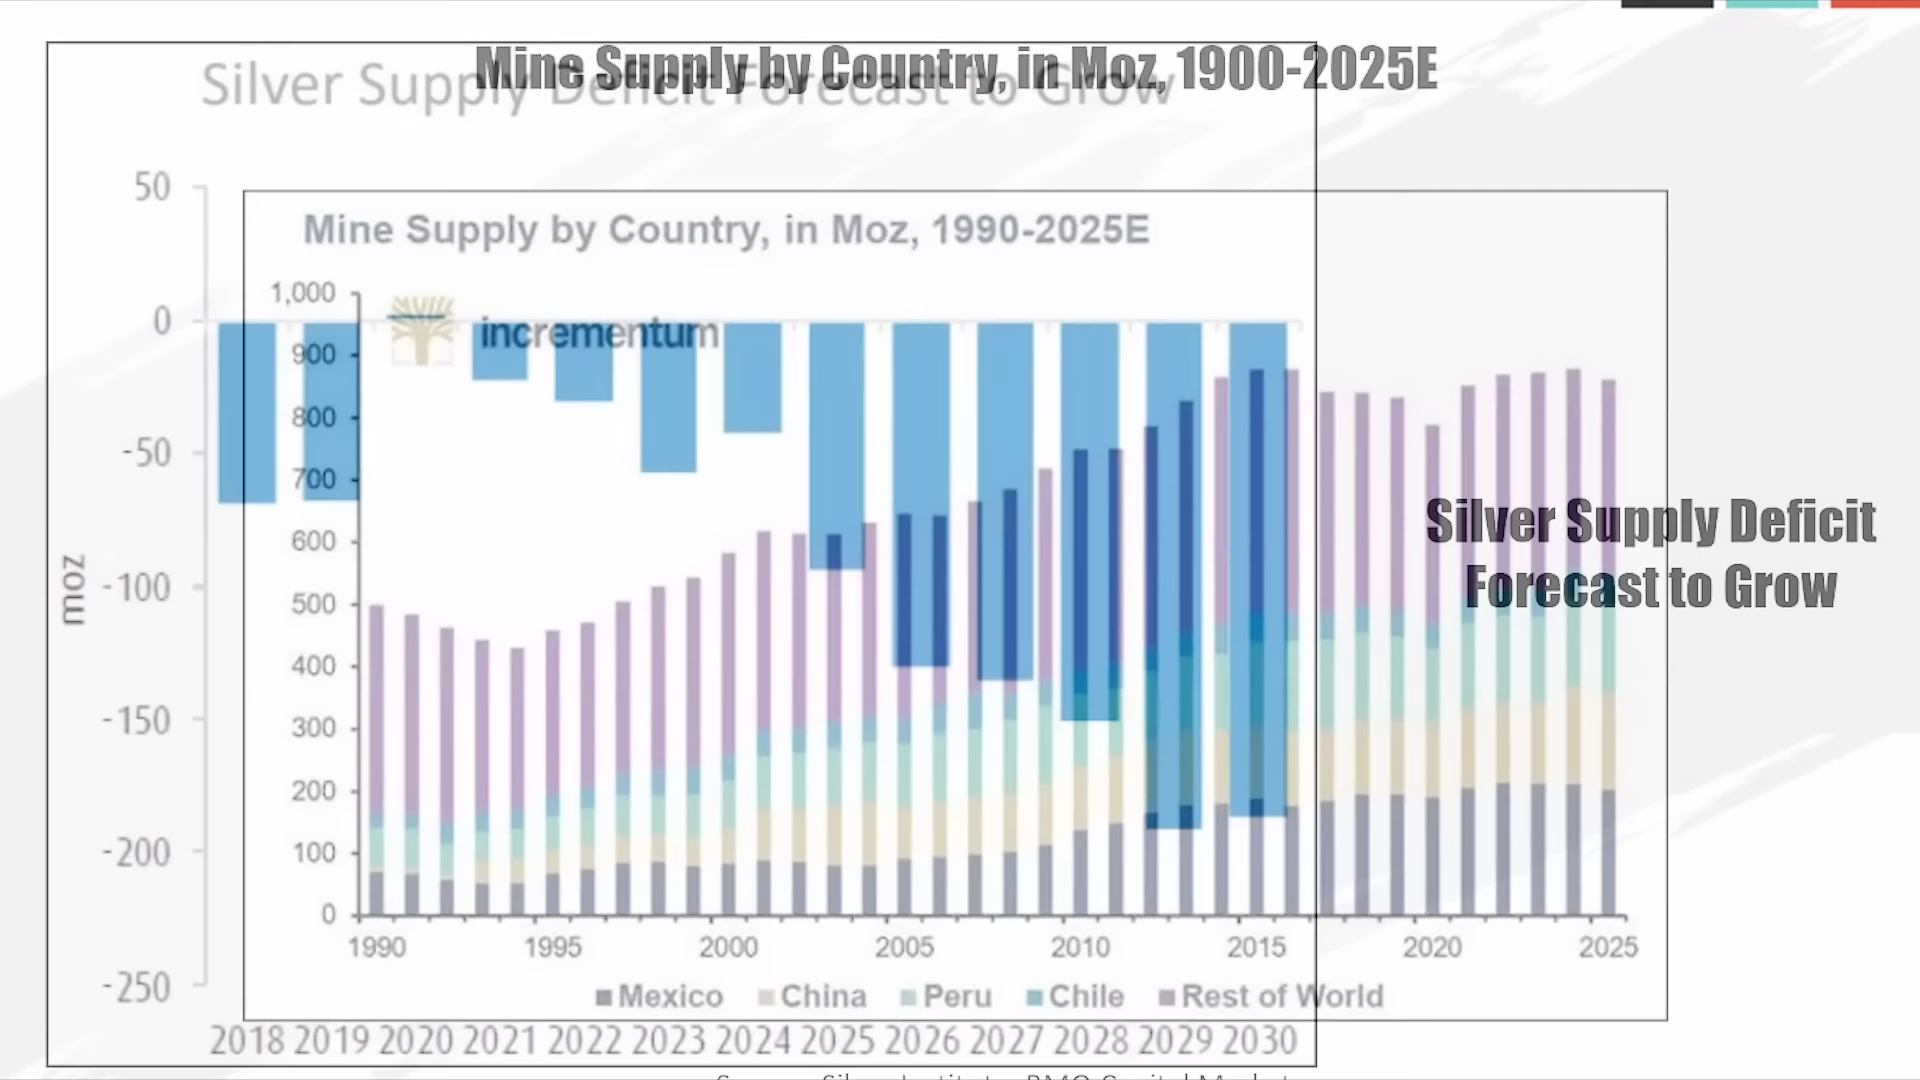 Mine Supply by Country, in Moz, 1900-2025E
Silver Supply Deficit Forecast to Grow
Mine Supply by Country, in Moz, 1990-2025E
incrementum
50
0
-50
-100
-150
-200
-250
moz
1,000
900
800
700
600
500
400
300
200
100
0
Silver Supply Deficit
Forecast to Grow
1990 1995 2000 2005 2010 2015 2020 2025
Mexico China Peru Chile Rest of World
2018 2019 2020 2021 2022 2023 2024 2025 2026 2027 2028 2029 2030